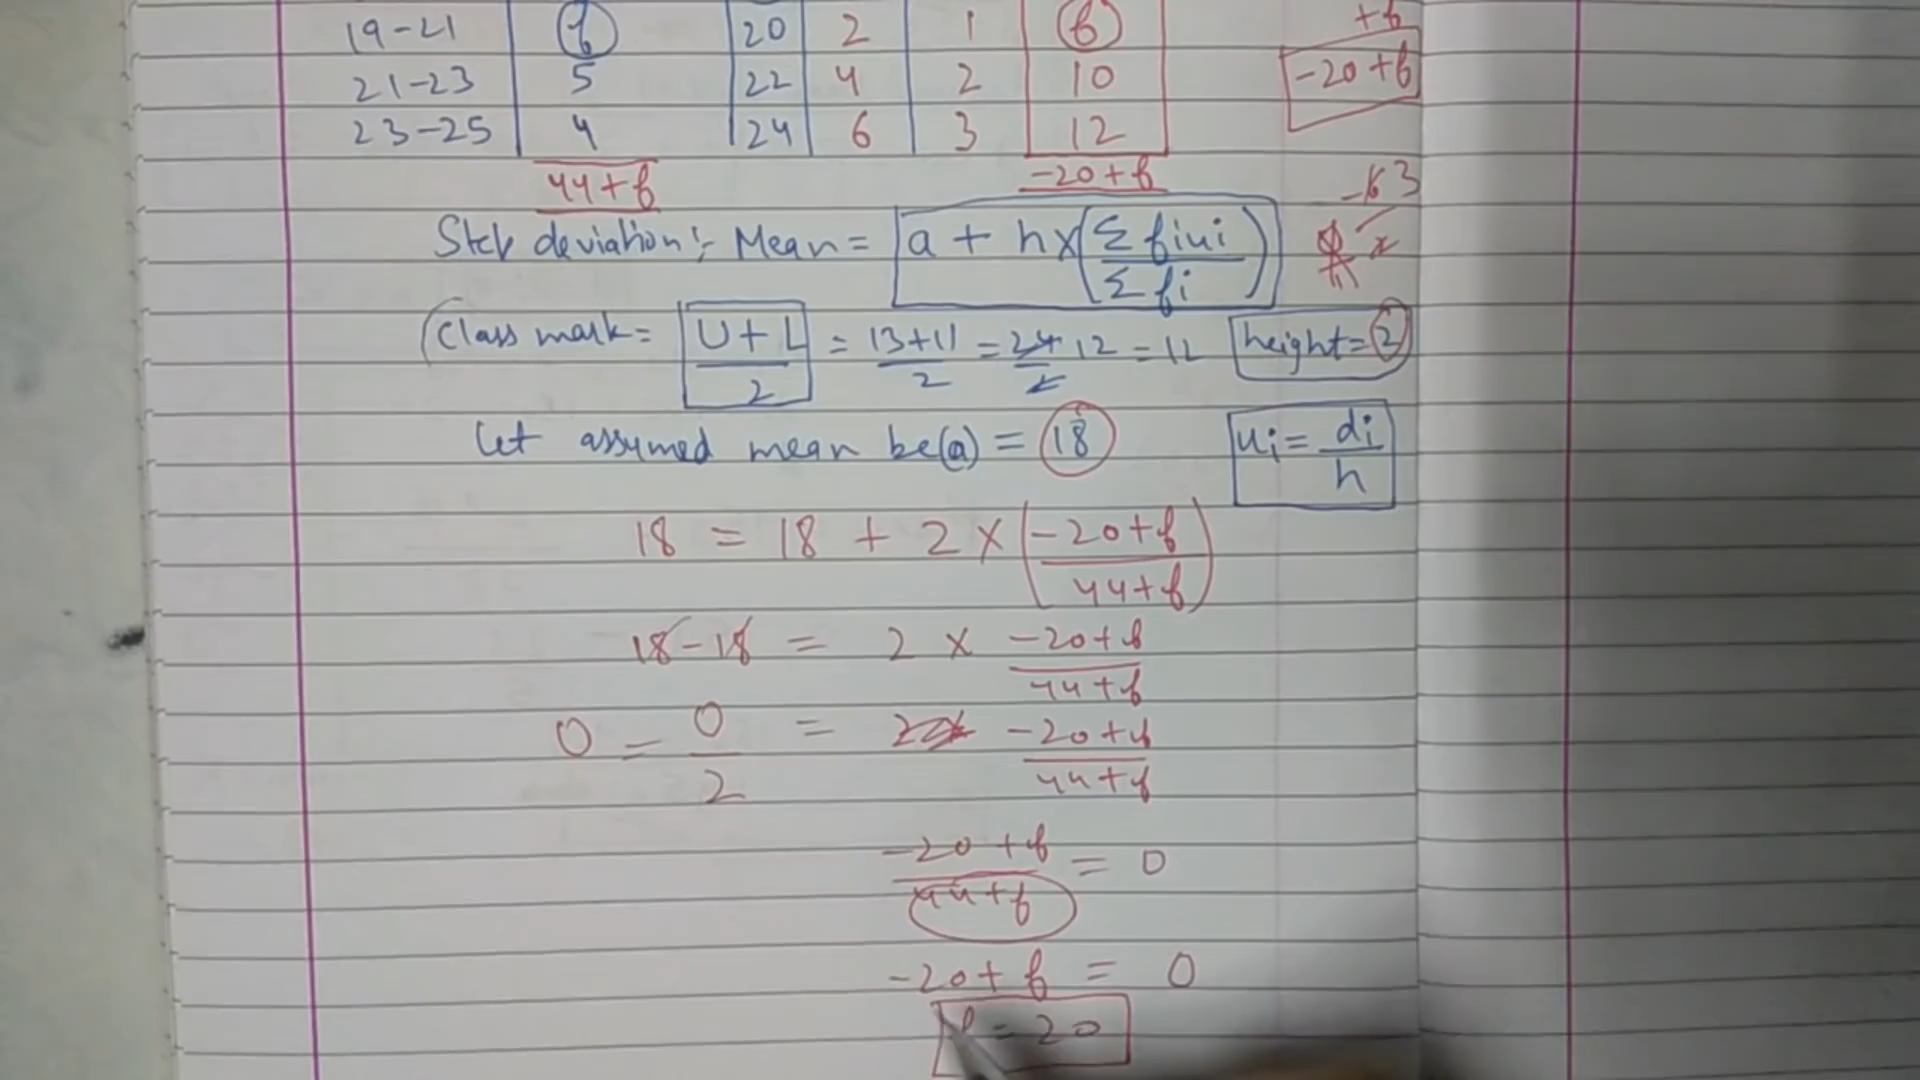 19-21 f 20 2 1 f +f
21-23 5 22 4 2 10 -20+f
23-25 4 24 6 3 12
44+f -20+f
Step deviation:- Mean = a + h×(Σfiui/Σfi)
Class mark = U+L/2 = 13+11/2 = 24/2 12 = 12 height=2
Let assumed mean be(a) = 18 ui = di/h
18 = 18 + 2 × (-20+f/44+f)
18-18 = 2 × -20+f/44+f
0 = 0/2 = -20+f/44+f
-20+f/44+f = 0
-20+f = 0
f = 20